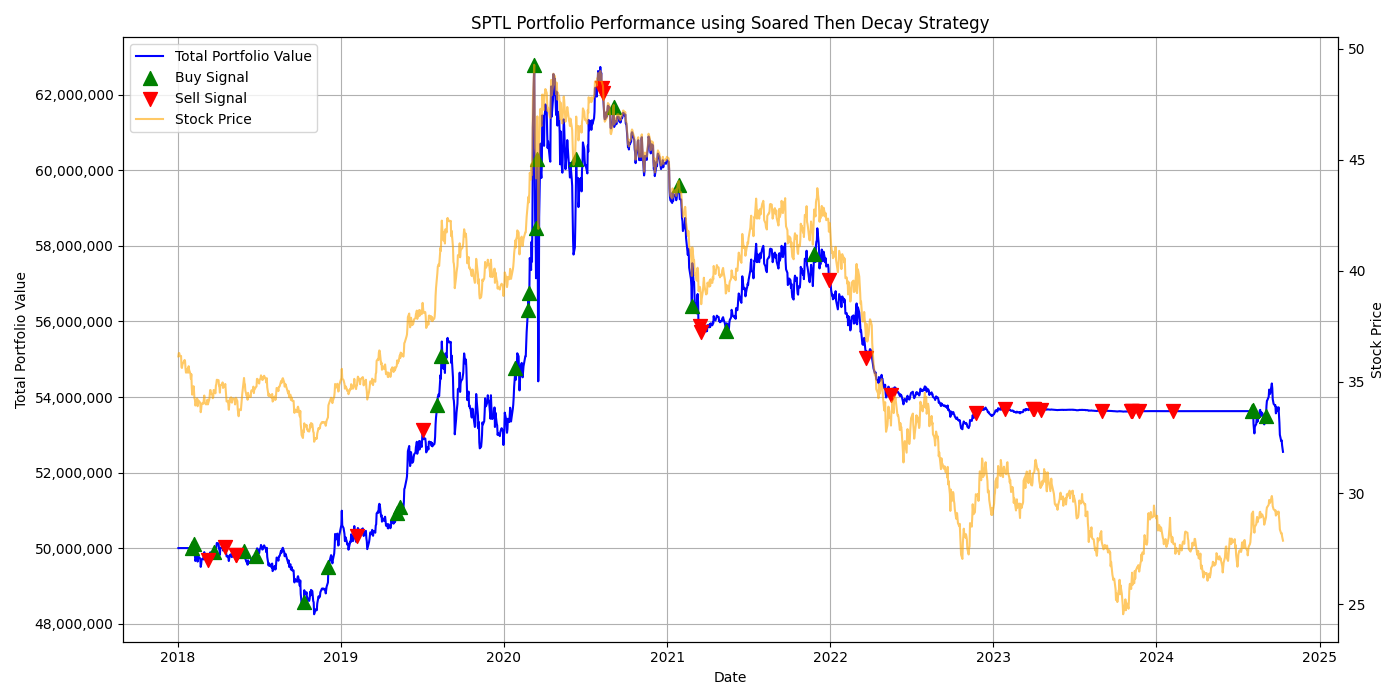 SPTL Portfolio Performance using Soared Then Decay Strategy
Total Portfolio Value
Buy Signal
Sell Signal
Stock Price
62,000,000
60,000,000
58,000,000
56,000,000
54,000,000
52,000,000
50,000,000
48,000,000
Total Portfolio Value
50
45
40
35
30
25
Stock Price
2018
2019
2020
2021
2022
2023
2024
2025
Date